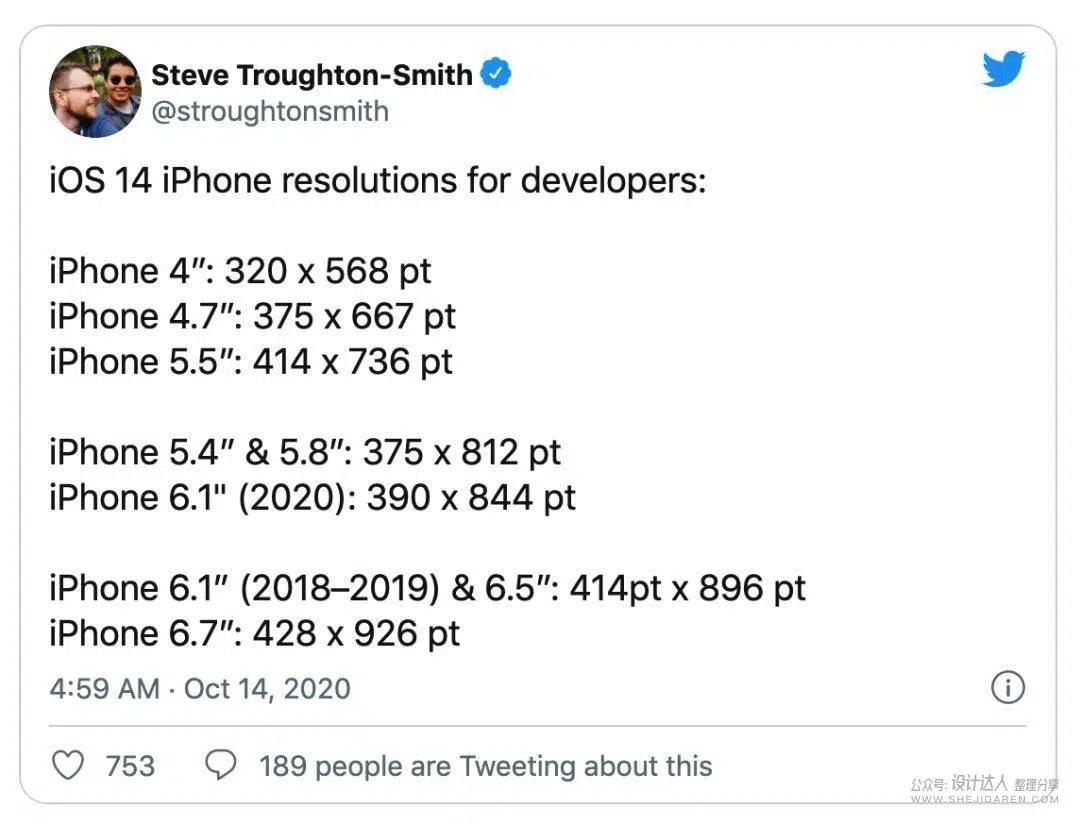 Steve Troughton-Smith
@stroughtonsmith
iOS 14 iPhone resolutions for developers:
iPhone 4”: 320 x 568 pt
iPhone 4.7”: 375 x 667 pt
iPhone 5.5”: 414 x 736 pt
iPhone 5.4” & 5.8”: 375 x 812 pt
iPhone 6.1" (2020): 390 x 844 pt
iPhone 6.1” (2018–2019) & 6.5”: 414pt x 896 pt
iPhone 6.7”: 428 x 926 pt
4:59 AM · Oct 14, 2020
753 189 people are Tweeting about this
公众号: 设计达人 整理分享
WWW.SHEJIDAREN.COM